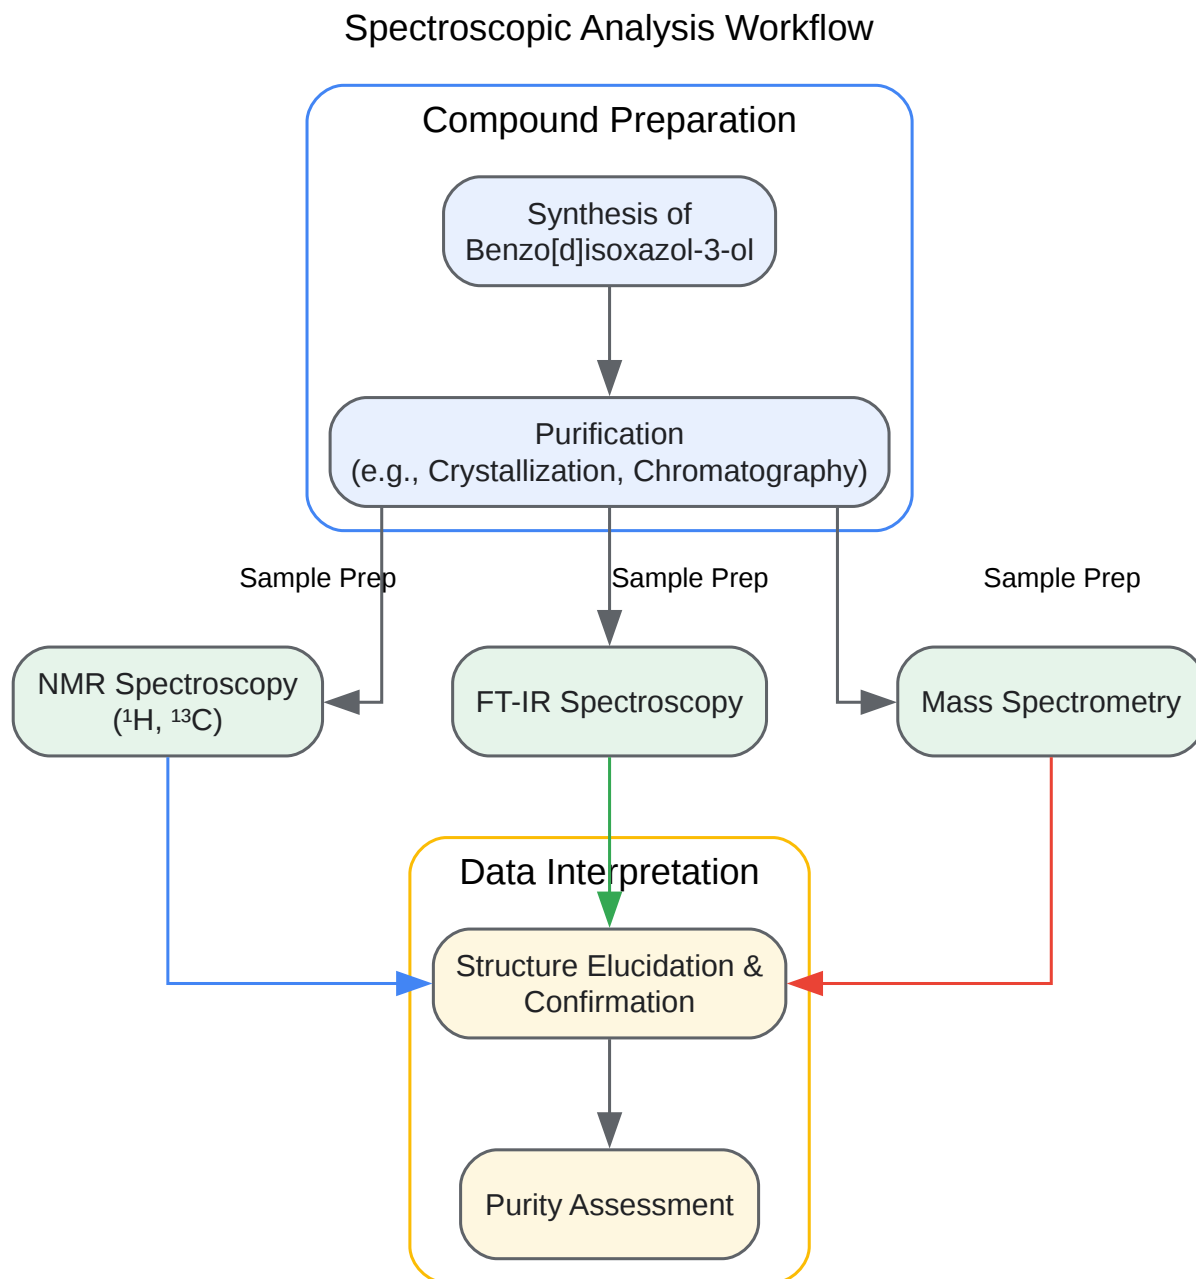 Spectroscopic Analysis Workflow
Compound Preparation
Synthesis of
Benzo[d]isoxazol-3-ol
Purification
(e.g., Crystallization, Chromatography)
Sample Prep
Sample Prep
Sample Prep
NMR Spectroscopy
(¹H, ¹³C)
FT-IR Spectroscopy
Mass Spectrometry
Data Interpretation
Structure Elucidation &
Confirmation
Purity Assessment